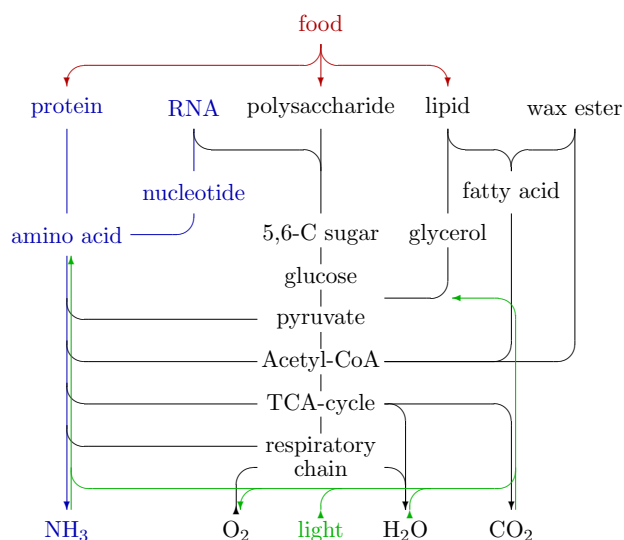 food
protein RNA polysaccharide lipid wax ester
nucleotide fatty acid
amino acid 5,6-C sugar glycerol
glucose
pyruvate
Acetyl-CoA
TCA-cycle
respiratory
chain
NH₃ O₂ light H₂O CO₂